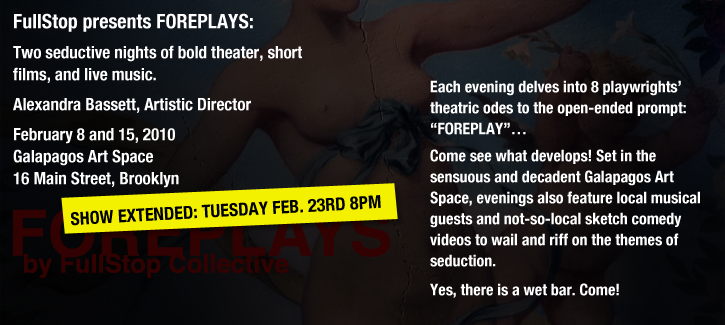 FullStop presents FOREPLAYS:
Two seductive nights of bold theater, short
films, and live music.
Alexandra Bassett, Artistic Director
February 8 and 15, 2010
Galapagos Art Space
16 Main Street, Brooklyn
SHOW EXTENDED: TUESDAY FEB. 23RD 8PM
FOREPLAYS
by FullStop Collective
Each evening delves into 8 playwrights’
theatric odes to the open-ended prompt:
“FOREPLAY”…
Come see what develops! Set in the
sensuous and decadent Galapagos Art
Space, evenings also feature local musical
guests and not-so-local sketch comedy
videos to wail and riff on the themes of
seduction.
Yes, there is a wet bar. Come!